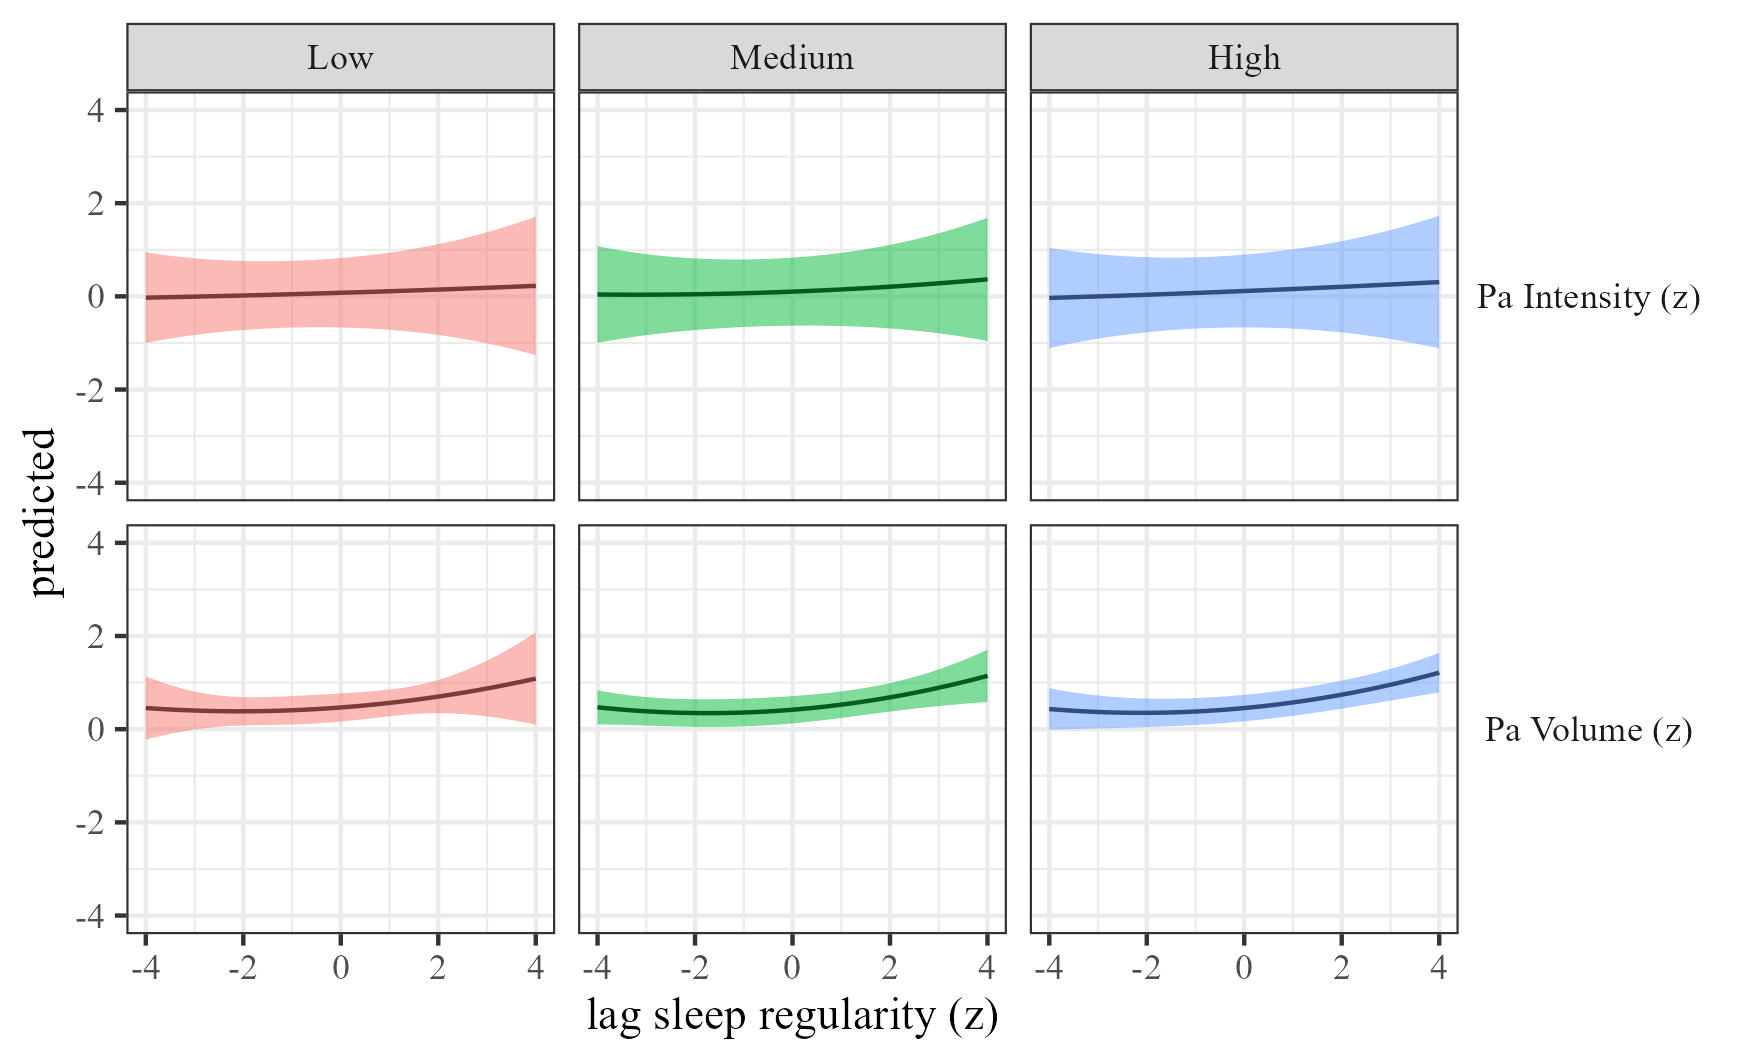 Low Medium High
4
2
0
-2
-4
Pa Intensity (z)
predicted
4
2
0
-2
-4
Pa Volume (z)
-4 -2 0 2 4 -4 -2 0 2 4 -4 -2 0 2 4
lag sleep regularity (z)